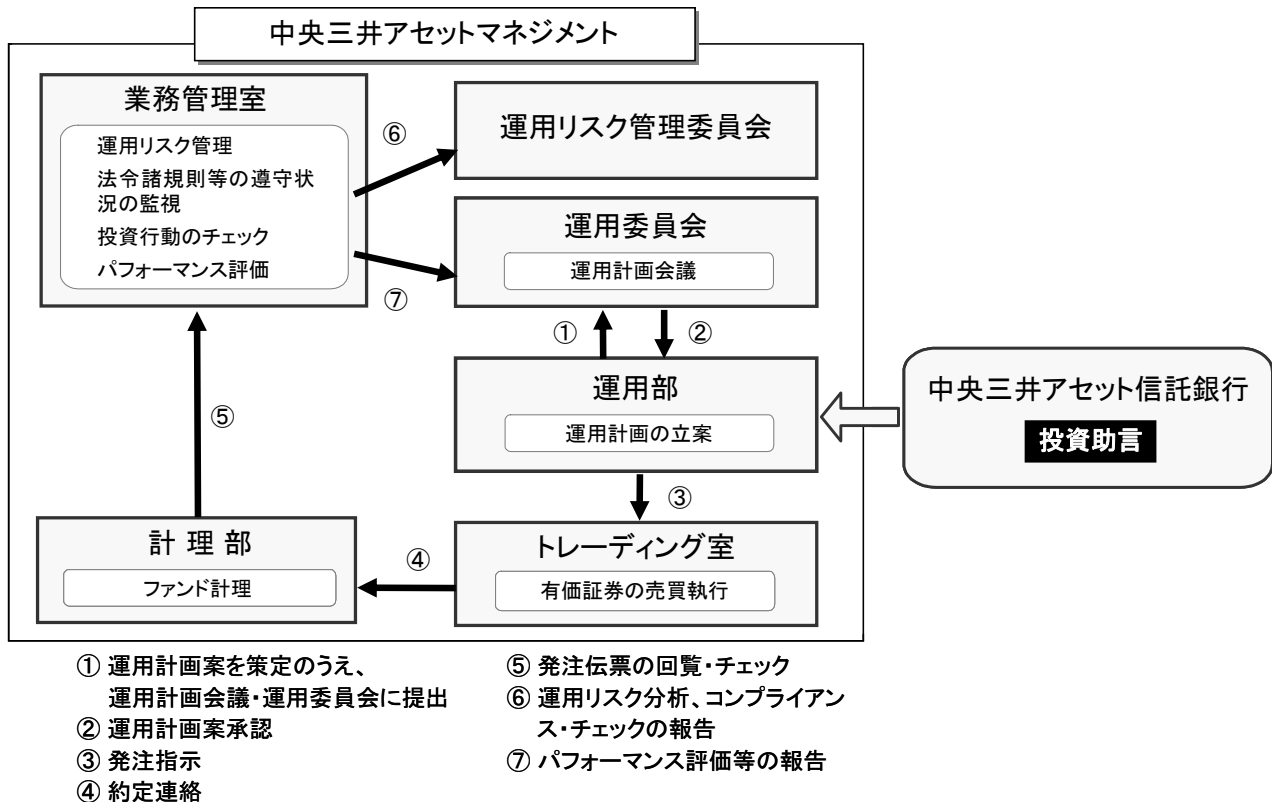 中央三井アセットマネジメント
業務管理室
運用リスク管理
法令諸規則等の遵守状
況の監視
投資行動のチェック
パフォーマンス評価
⑥
運用リスク管理委員会
運用委員会
運用計画会議
⑦
①
②
運用部
運用計画の立案
中央三井アセット信託銀行
投資助言
⑤
③
計理部
ファンド計理
④
トレーディング室
有価証券の売買執行
① 運用計画案を策定のうえ、
運用計画会議・運用委員会に提出
② 運用計画案承認
③ 発注指示
④ 約定連絡
⑤ 発注伝票の回覧・チェック
⑥ 運用リスク分析、コンプライアン
ス・チェックの報告
⑦ パフォーマンス評価等の報告